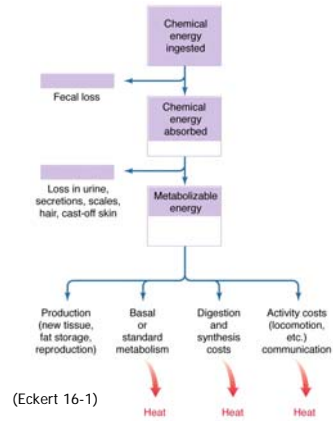 Chemical
energy
ingested
Fecal loss
Chemical
energy
absorbed
Loss in urine,
secretions, scales,
hair, cast-off skin
Metabolizable
energy
Production
(new tissue,
fat storage,
reproduction)
Basal
or
standard
metabolism
Digestion
and
synthesis
costs
Activity costs
(locomotion,
etc.)
communication
(Eckert 16-1)
Heat
Heat
Heat